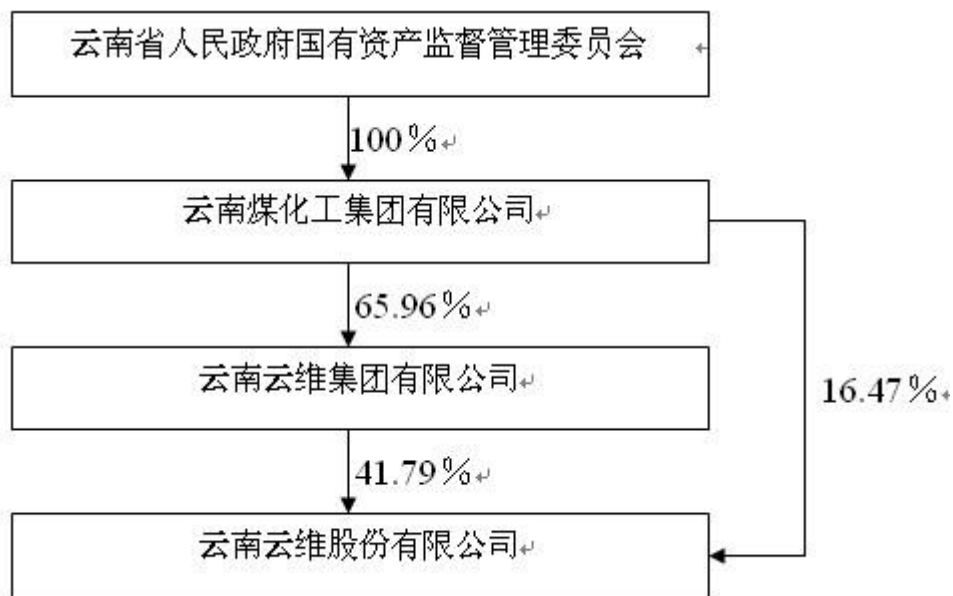 云南省人民政府国有资产监督管理委员会
100%
云南煤化工集团有限公司
65.96%
云南云维集团有限公司
16.47%
41.79%
云南云维股份有限公司